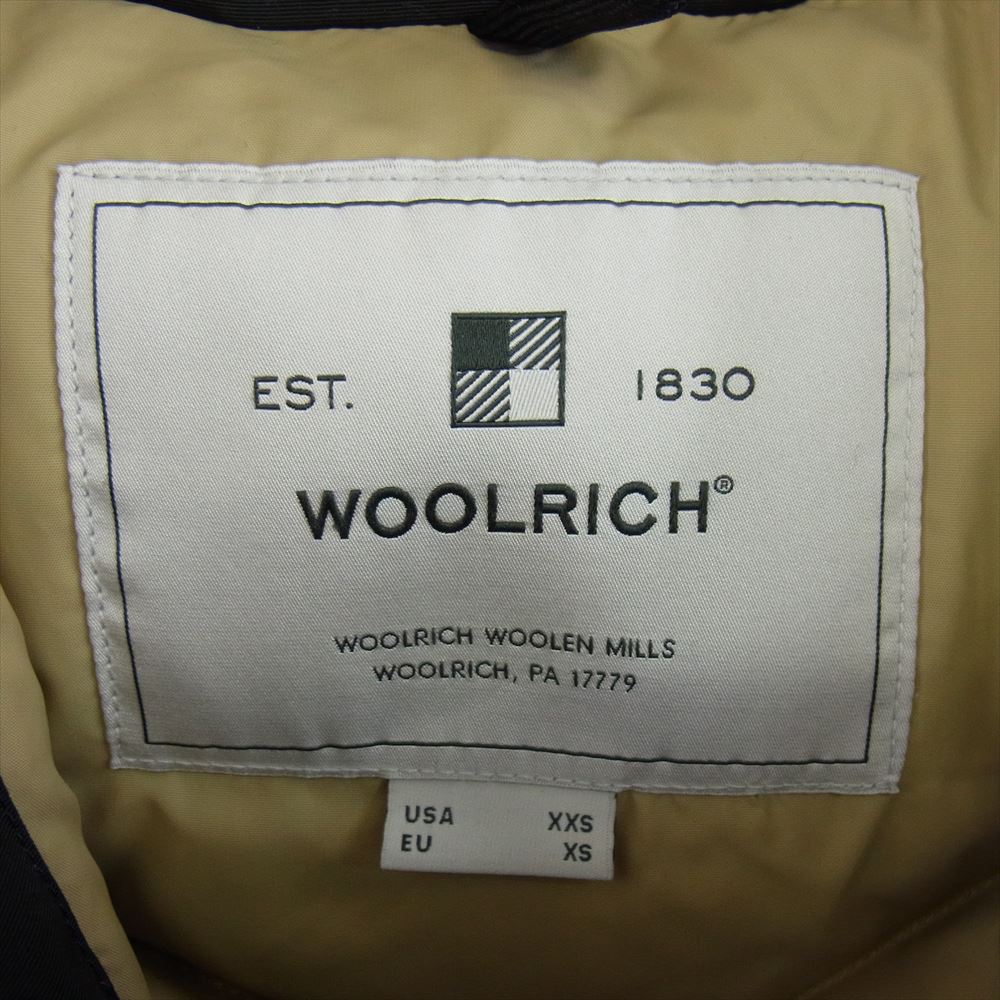 EST. 1830
WOOLRICH®
WOOLRICH WOOLEN MILLS
WOOLRICH, PA 17779
USA XXS
EU XS